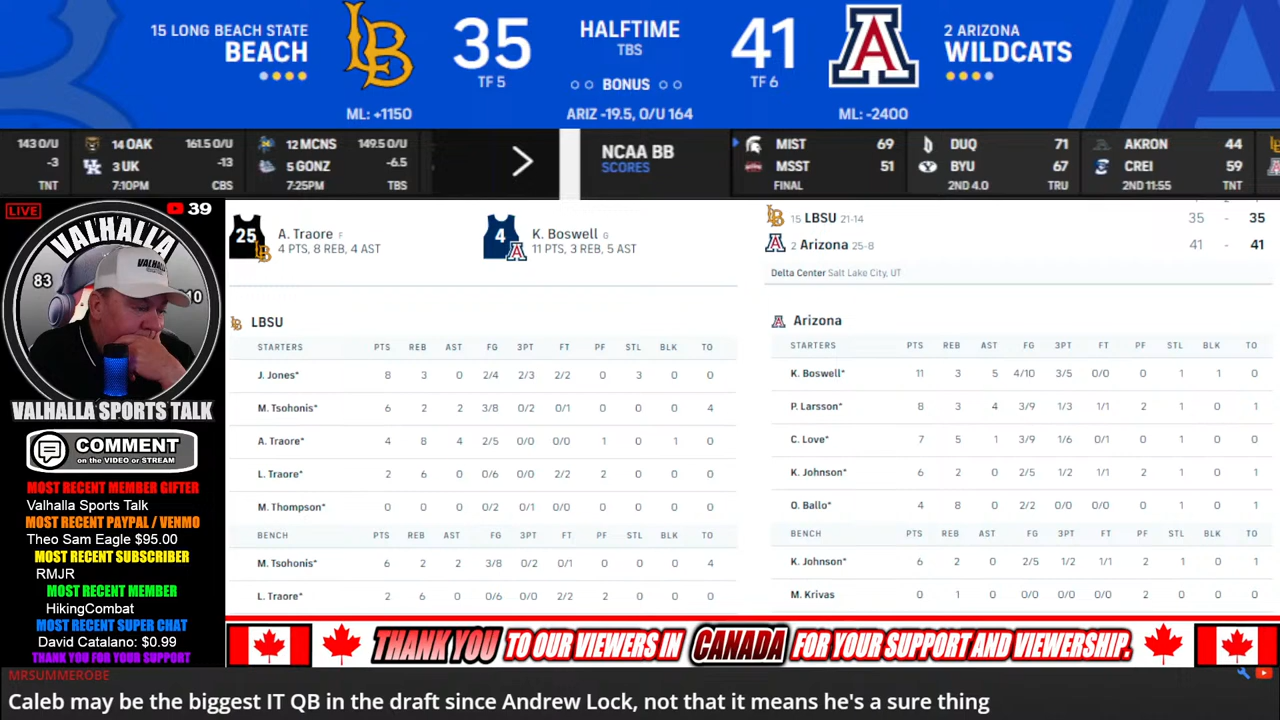 15 LONG BEACH STATE
BEACH
LB
35
TF 5
HALFTIME
TBS
BONUS
41
TF 6
A
2 ARIZONA
WILDCATS
ML: +1150
ARIZ -19.5, O/U 164
ML: -2400
143 O/U
-3
TNT
14 OAK 161.5 O/U
3 UK -13
7:10PM CBS
12 MCNS 149.5 O/U
5 GONZ -6.5
7:25PM TBS
NCAA BB
SCORES
MIST 69
MSST 51
FINAL
DUQ 71
BYU 67
2ND 4.0 TRU
AKRON 44
CREI 59
2ND 11:55 TNT
LIVE
39
VALHALLA
VALHALLA
83
VALHALLA SPORTS TALK
COMMENT
on the VIDEO or STREAM
MOST RECENT MEMBER GIFTER
Valhalla Sports Talk
MOST RECENT PAYPAL / VENMO
Theo Sam Eagle $95.00
MOST RECENT SUBSCRIBER
RMJR
MOST RECENT MEMBER
HikingCombat
MOST RECENT SUPER CHAT
David Catalano: $0.99
THANK YOU FOR YOUR SUPPORT
25
A. Traore F
4 PTS, 8 REB, 4 AST
4
K. Boswell G
11 PTS, 3 REB, 5 AST
15 LBSU 21-14 35 - 35
2 Arizona 25-8 41 - 41
Delta Center Salt Lake City, UT
LBSU
STARTERS PTS REB AST FG 3PT FT PF STL BLK TO
J. Jones* 8 3 0 2/4 2/3 2/2 0 3 0 0
M. Tsohonis* 6 2 2 3/8 0/2 0/1 0 0 0 4
A. Traore* 4 8 4 2/5 0/0 0/0 1 0 1 0
L. Traore* 2 6 0 0/6 0/0 2/2 2 0 0 0
M. Thompson* 0 0 0 0/2 0/1 0/0 0 0 0 0
BENCH PTS REB AST FG 3PT FT PF STL BLK TO
M. Tsohonis* 6 2 2 3/8 0/2 0/1 0 0 0 4
L. Traore* 2 6 0 0/6 0/0 2/2 2 0 0 0
Arizona
STARTERS PTS REB AST FG 3PT FT PF STL BLK TO
K. Boswell* 11 3 5 4/10 3/5 0/0 0 1 1 0
P. Larsson* 8 3 4 3/9 1/3 1/1 2 1 0 1
C. Love* 7 5 1 3/9 1/6 0/1 0 1 0 0
K. Johnson* 6 2 0 2/5 1/2 1/1 2 1 0 1
O. Ballo* 4 8 0 2/2 0/0 0/0 0 1 0 1
BENCH PTS REB AST FG 3PT FT PF STL BLK TO
K. Johnson* 6 2 0 2/5 1/2 1/1 2 1 0 1
M. Krivas 0 1 0 0/0 0/0 0/0 2 0 0 0
THANK YOU TO OUR VIEWERS IN CANADA FOR YOUR SUPPORT AND VIEWERSHIP.
MRSUMMEROBE
Caleb may be the biggest IT QB in the draft since Andrew Lock, not that it means he's a sure thing